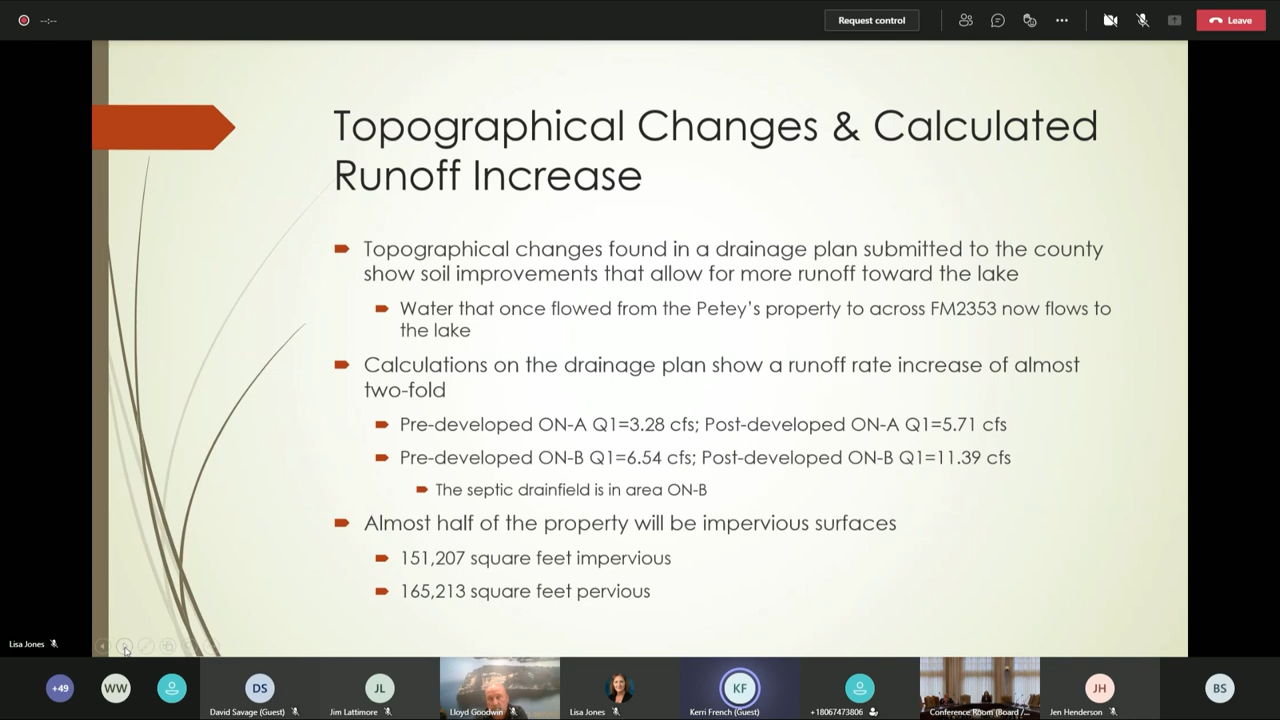 --:--
Request control
Leave
Topographical Changes & Calculated
Runoff Increase
Topographical changes found in a drainage plan submitted to the county
show soil improvements that allow for more runoff toward the lake
Water that once flowed from the Petey's property to across FM2353 now flows to
the lake
Calculations on the drainage plan show a runoff rate increase of almost
two-fold
Pre-developed ON-A Q1=3.28 cfs; Post-developed ON-A Q1=5.71 cfs
Pre-developed ON-B Q1=6.54 cfs; Post-developed ON-B Q1=11.39 cfs
The septic drainfield is in area ON-B
Almost half of the property will be impervious surfaces
151,207 square feet impervious
165,213 square feet pervious
Lisa Jones
+49
WW
DS
JL
KF
JH
BS
David Savage (Guest)
Jim Lattimore
Lloyd Goodwin
Lisa Jones
Kerri French (Guest)
+18067473806
Conference Room (Board /...
Jen Henderson